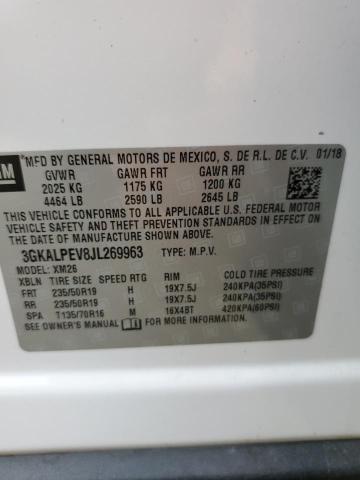 GM
MFD BY GENERAL MOTORS DE MEXICO, S. DE R.L. DE C.V. 01/18
GVWR GAWR FRT GAWR RR
2025 KG 1175 KG 1200 KG
4464 LB 2590 LB 2645 LB
THIS VEHICLE CONFORMS TO ALL APPLICABLE U.S. FEDERAL MOTOR
VEHICLE SAFETY, BUMPER, AND THEFT PREVENTION STANDARDS
IN EFFECT ON THE DATE OF MANUFACTURE SHOWN ABOVE.
3GKALPEV8JL269963 TYPE: M.P.V.
MODEL: XM26
XBLN TIRE SIZE SPEED RTG RIM COLD TIRE PRESSURE
FRT 235/50R19 H 19X7.5J 240KPA(35PSI)
RR 235/50R19 H 19X7.5J 240KPA(35PSI)
SPA T135/70R16 M 16X4BT 420KPA(60PSI)
SEE OWNER'S MANUAL FOR ADDITIONAL INFORMATION.